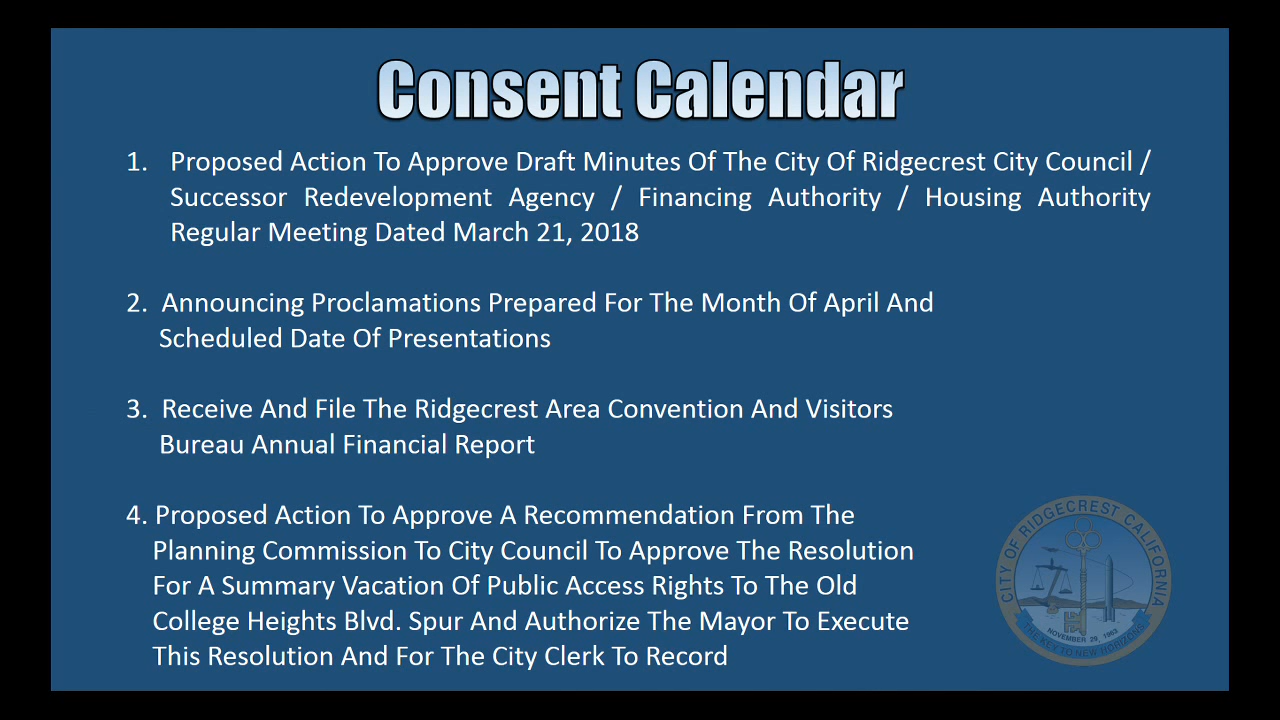 Consent Calendar
1. Proposed Action To Approve Draft Minutes Of The City Of Ridgecrest City Council /
Successor Redevelopment Agency / Financing Authority / Housing Authority
Regular Meeting Dated March 21, 2018
2. Announcing Proclamations Prepared For The Month Of April And
Scheduled Date Of Presentations
3. Receive And File The Ridgecrest Area Convention And Visitors
Bureau Annual Financial Report
4. Proposed Action To Approve A Recommendation From The
Planning Commission To City Council To Approve The Resolution
For A Summary Vacation Of Public Access Rights To The Old
College Heights Blvd. Spur And Authorize The Mayor To Execute
This Resolution And For The City Clerk To Record
CITY OF RIDGECREST CALIFORNIA
NOVEMBER 29, 1963
THE KEY TO NEW HORIZONS